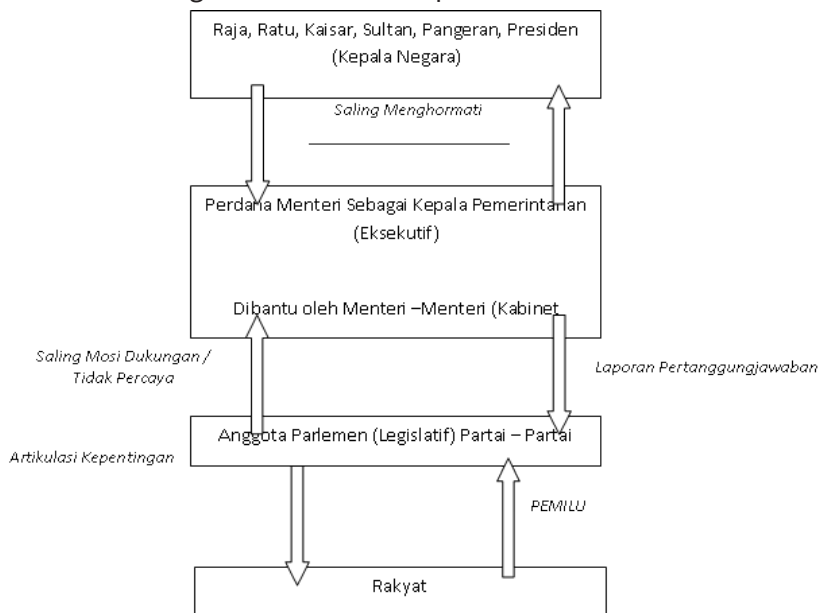 Raja, Ratu, Kaisar, Sultan, Pangeran, Presiden
(Kepala Negara)
Saling Menghormati
Perdana Menteri Sebagai Kepala Pemerintahan
(Eksekutif)
Dibantu oleh Menteri –Menteri (Kabinet
Saling Mosi Dukungan /
Tidak Percaya
Laporan Pertanggungjawaban
Anggota Parlemen (Legislatif) Partai – Partai
Artikulasi Kepentingan
PEMILU
Rakyat